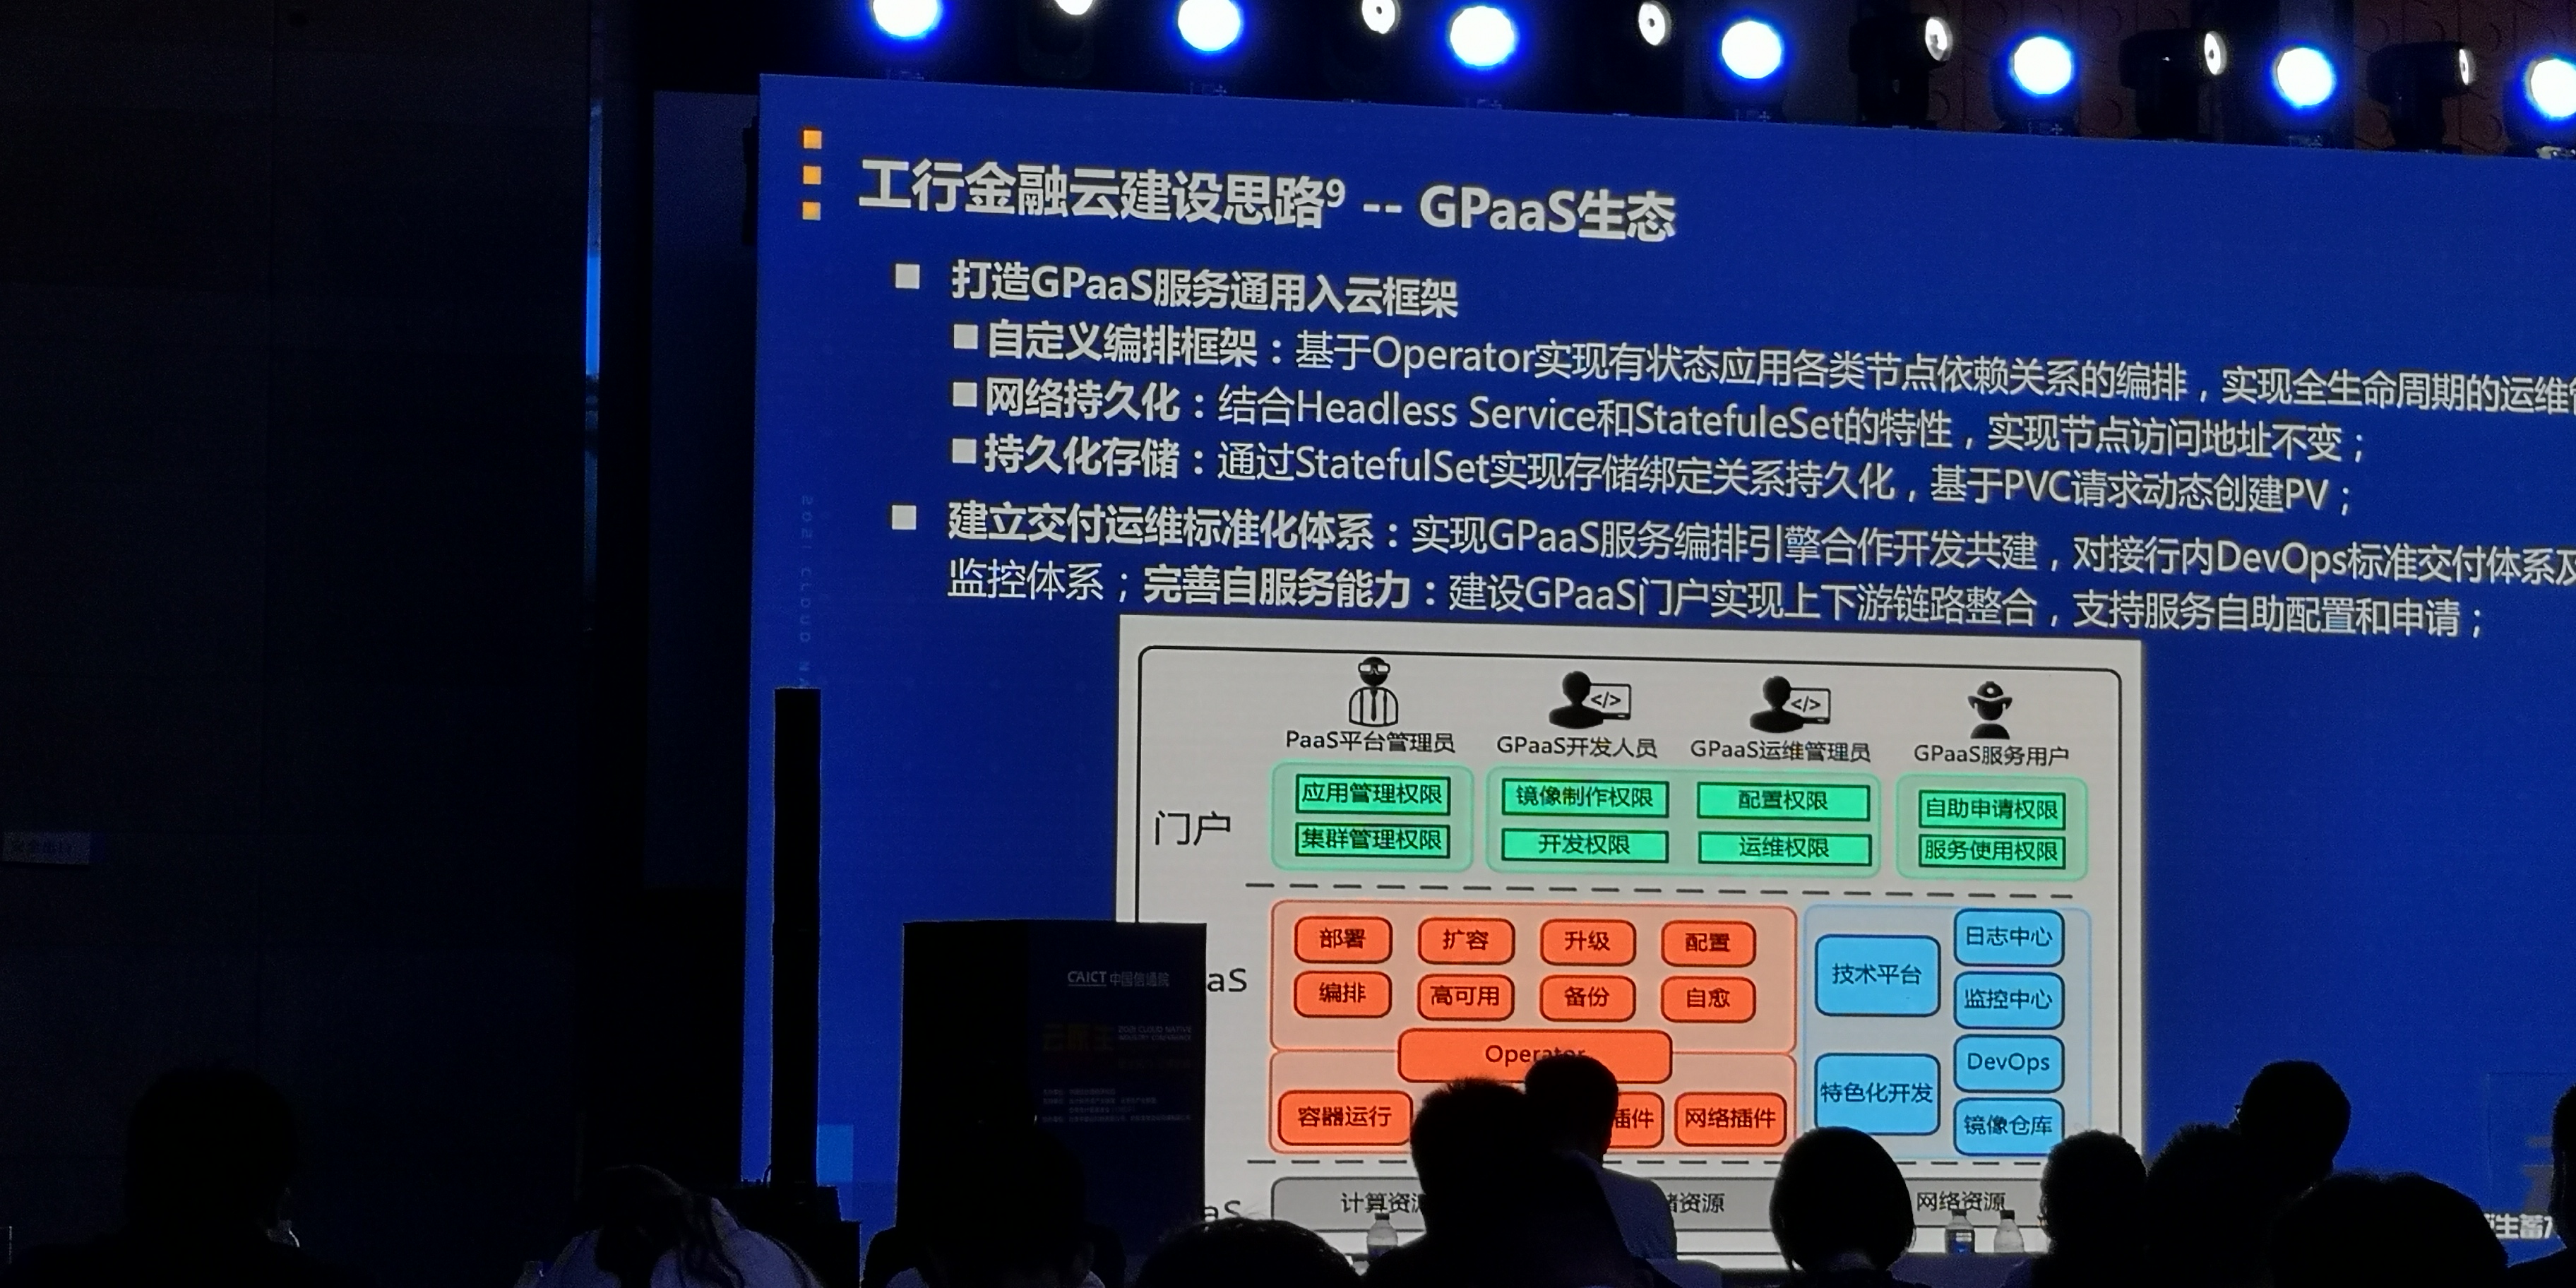 工行金融云建设思路9 -- GPaaS生态
■ 打造GPaaS服务通用入云框架
■ 自定义编排框架：基于Operator实现有状态应用各类节点依赖关系的编排，实现全生命周期的运维
■ 网络持久化：结合Headless Service和StatefuleSet的特性，实现节点访问地址不变；
■ 持久化存储：通过StatefulSet实现存储绑定关系持久化，基于PVC请求动态创建PV；
■ 建立交付运维标准化体系：实现GPaaS服务编排引擎合作开发共建，对接行内DevOps标准交付体系及
监控体系；完善自服务能力：建设GPaaS门户实现上下游链路整合，支持服务自助配置和申请；
PaaS平台管理员 GPaaS开发人员 GPaaS运维管理员 GPaaS服务用户
门户
应用管理权限 镜像制作权限 配置权限 自助申请权限
集群管理权限 开发权限 运维权限 服务使用权限
aS
部署 扩容 升级 配置
编排 高可用 备份 自愈
Operator
容器运行 插件 网络插件
技术平台
特色化开发
日志中心
监控中心
DevOps
镜像仓库
aS
计算资 资源 网络资源
CAICT 中国信通院
云原生
2021 CLOUD NATIVE
INDUSTRY CONFERENCE